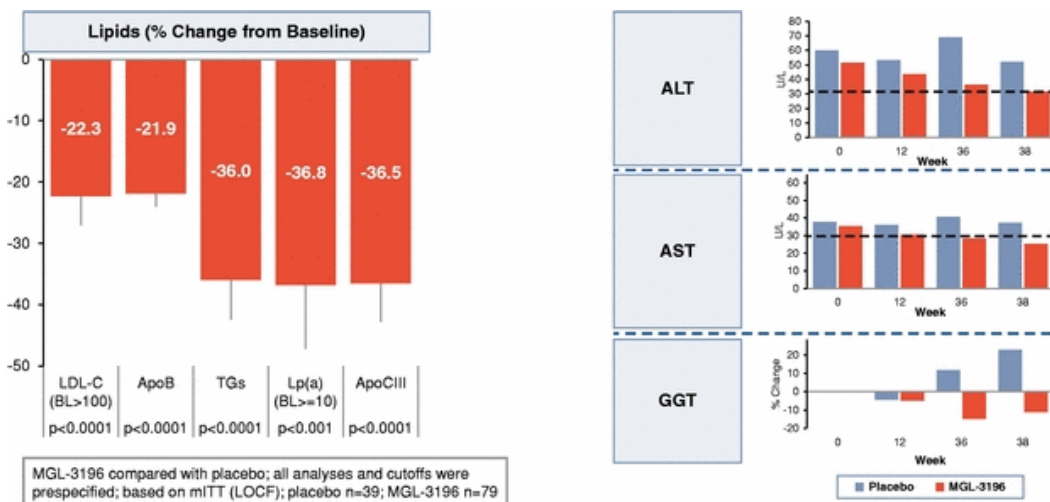 Lipids (% Change from Baseline)
0
-10
-20
-30
-40
-50
-22.3
-21.9
-36.0
-36.8
-36.5
LDL-C ApoB TGs Lp(a) ApoCIII
(BL>100) (BL>=10)
p<0.0001 p<0.0001 p<0.0001 p<0.001 p<0.0001
MGL-3196 compared with placebo; all analyses and cutoffs were
prespecified; based on mITT (LOCF); placebo n=39; MGL-3196 n=79
ALT
U/L
80
70
60
50
40
30
20
10
0
0 12 36 38
Week
AST
U/L
60
50
40
30
20
10
0
0 12 36 38
Week
GGT
% Change
20
10
0
-10
-20
0 12 36 38
Week
Placebo MGL-3196